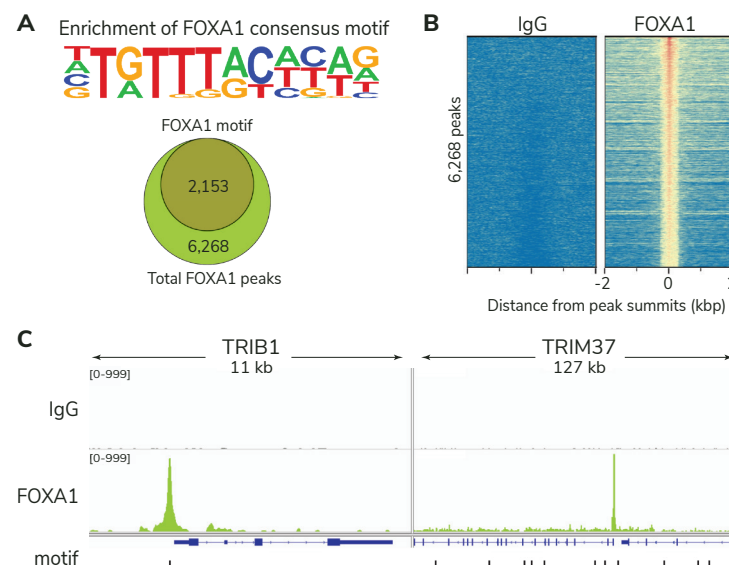 A Enrichment of FOXA1 consensus motif
FOXA1 motif
2,153
6,268
Total FOXA1 peaks
B IgG FOXA1
6,268 peaks
-2 0
Distance from peak summits (kbp)
C
TRIB1 TRIM37
11 kb 127 kb
[0-999]
IgG
[0-999]
FOXA1
motif